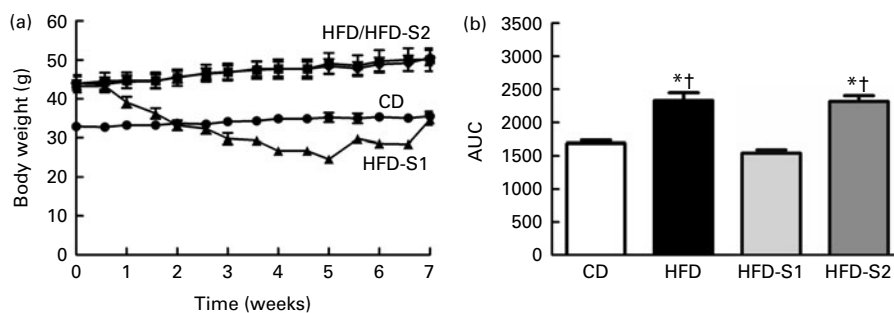 (a)
60
50
40
30
20
10
0
Body weight (g)
HFD/HFD-S2
CD
HFD-S1
0 1 2 3 4 5 6 7
Time (weeks)
(b)
3500
3000
2500
2000
1500
1000
500
0
AUC
*†
*†
CD HFD HFD-S1 HFD-S2